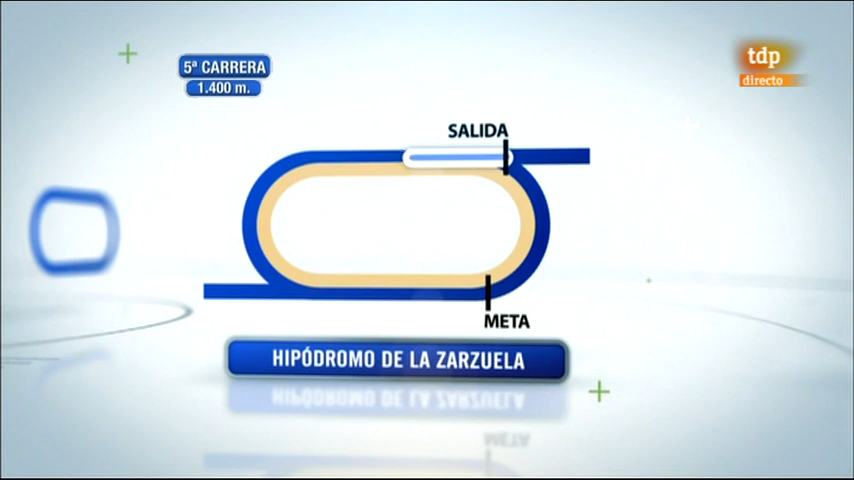 5ª CARRERA
1.400 m.
tdp
directo
SALIDA
META
HIPÓDROMO DE LA ZARZUELA